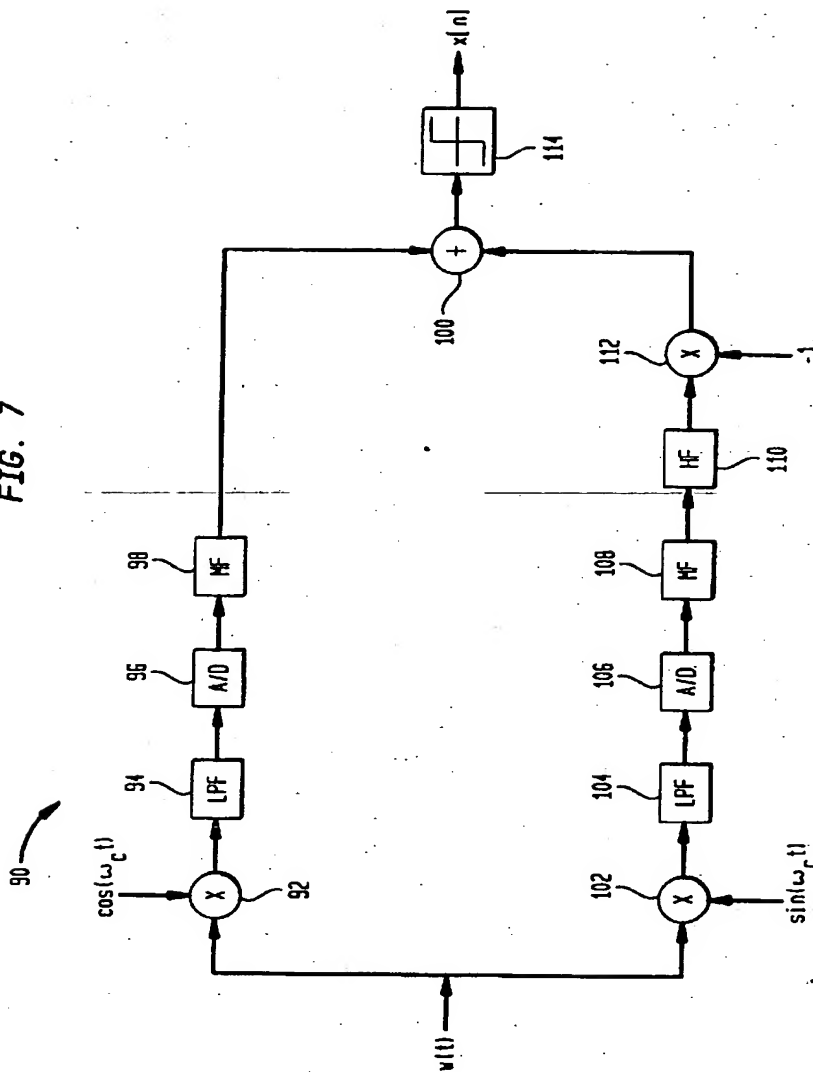 FIG. 7
90
cos(ω_c t)
92
X
94
LPF
96
A/D
98
MF
w(t)
100
+
114
x[n]
102
X
sin(ω_c t)
104
LPF
106
A/D.
108
MF
110
HF
112
X
-1